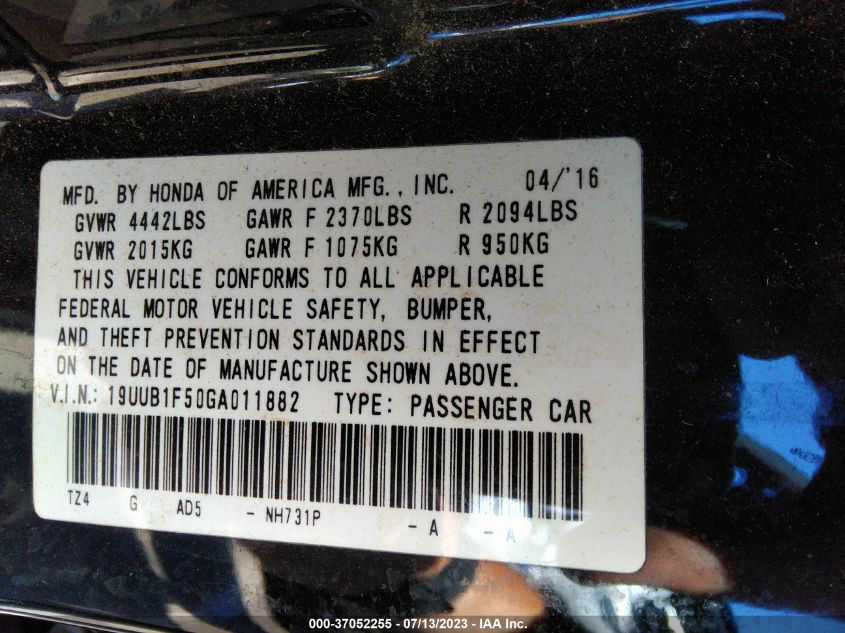 MFD. BY HONDA OF AMERICA MFG., INC. 04/'16
GVWR 4442LBS GAWR F 2370LBS R 2094LBS
GVWR 2015KG GAWR F 1075KG R 950KG
THIS VEHICLE CONFORMS TO ALL APPLICABLE
FEDERAL MOTOR VEHICLE SAFETY, BUMPER,
AND THEFT PREVENTION STANDARDS IN EFFECT
ON THE DATE OF MANUFACTURE SHOWN ABOVE.
V.I.N.: 19UUB1F50GA011882 TYPE: PASSENGER CAR
TZ4 G AD5 - NH731P - A - A
000-37052255 - 07/13/2023 - IAA Inc.